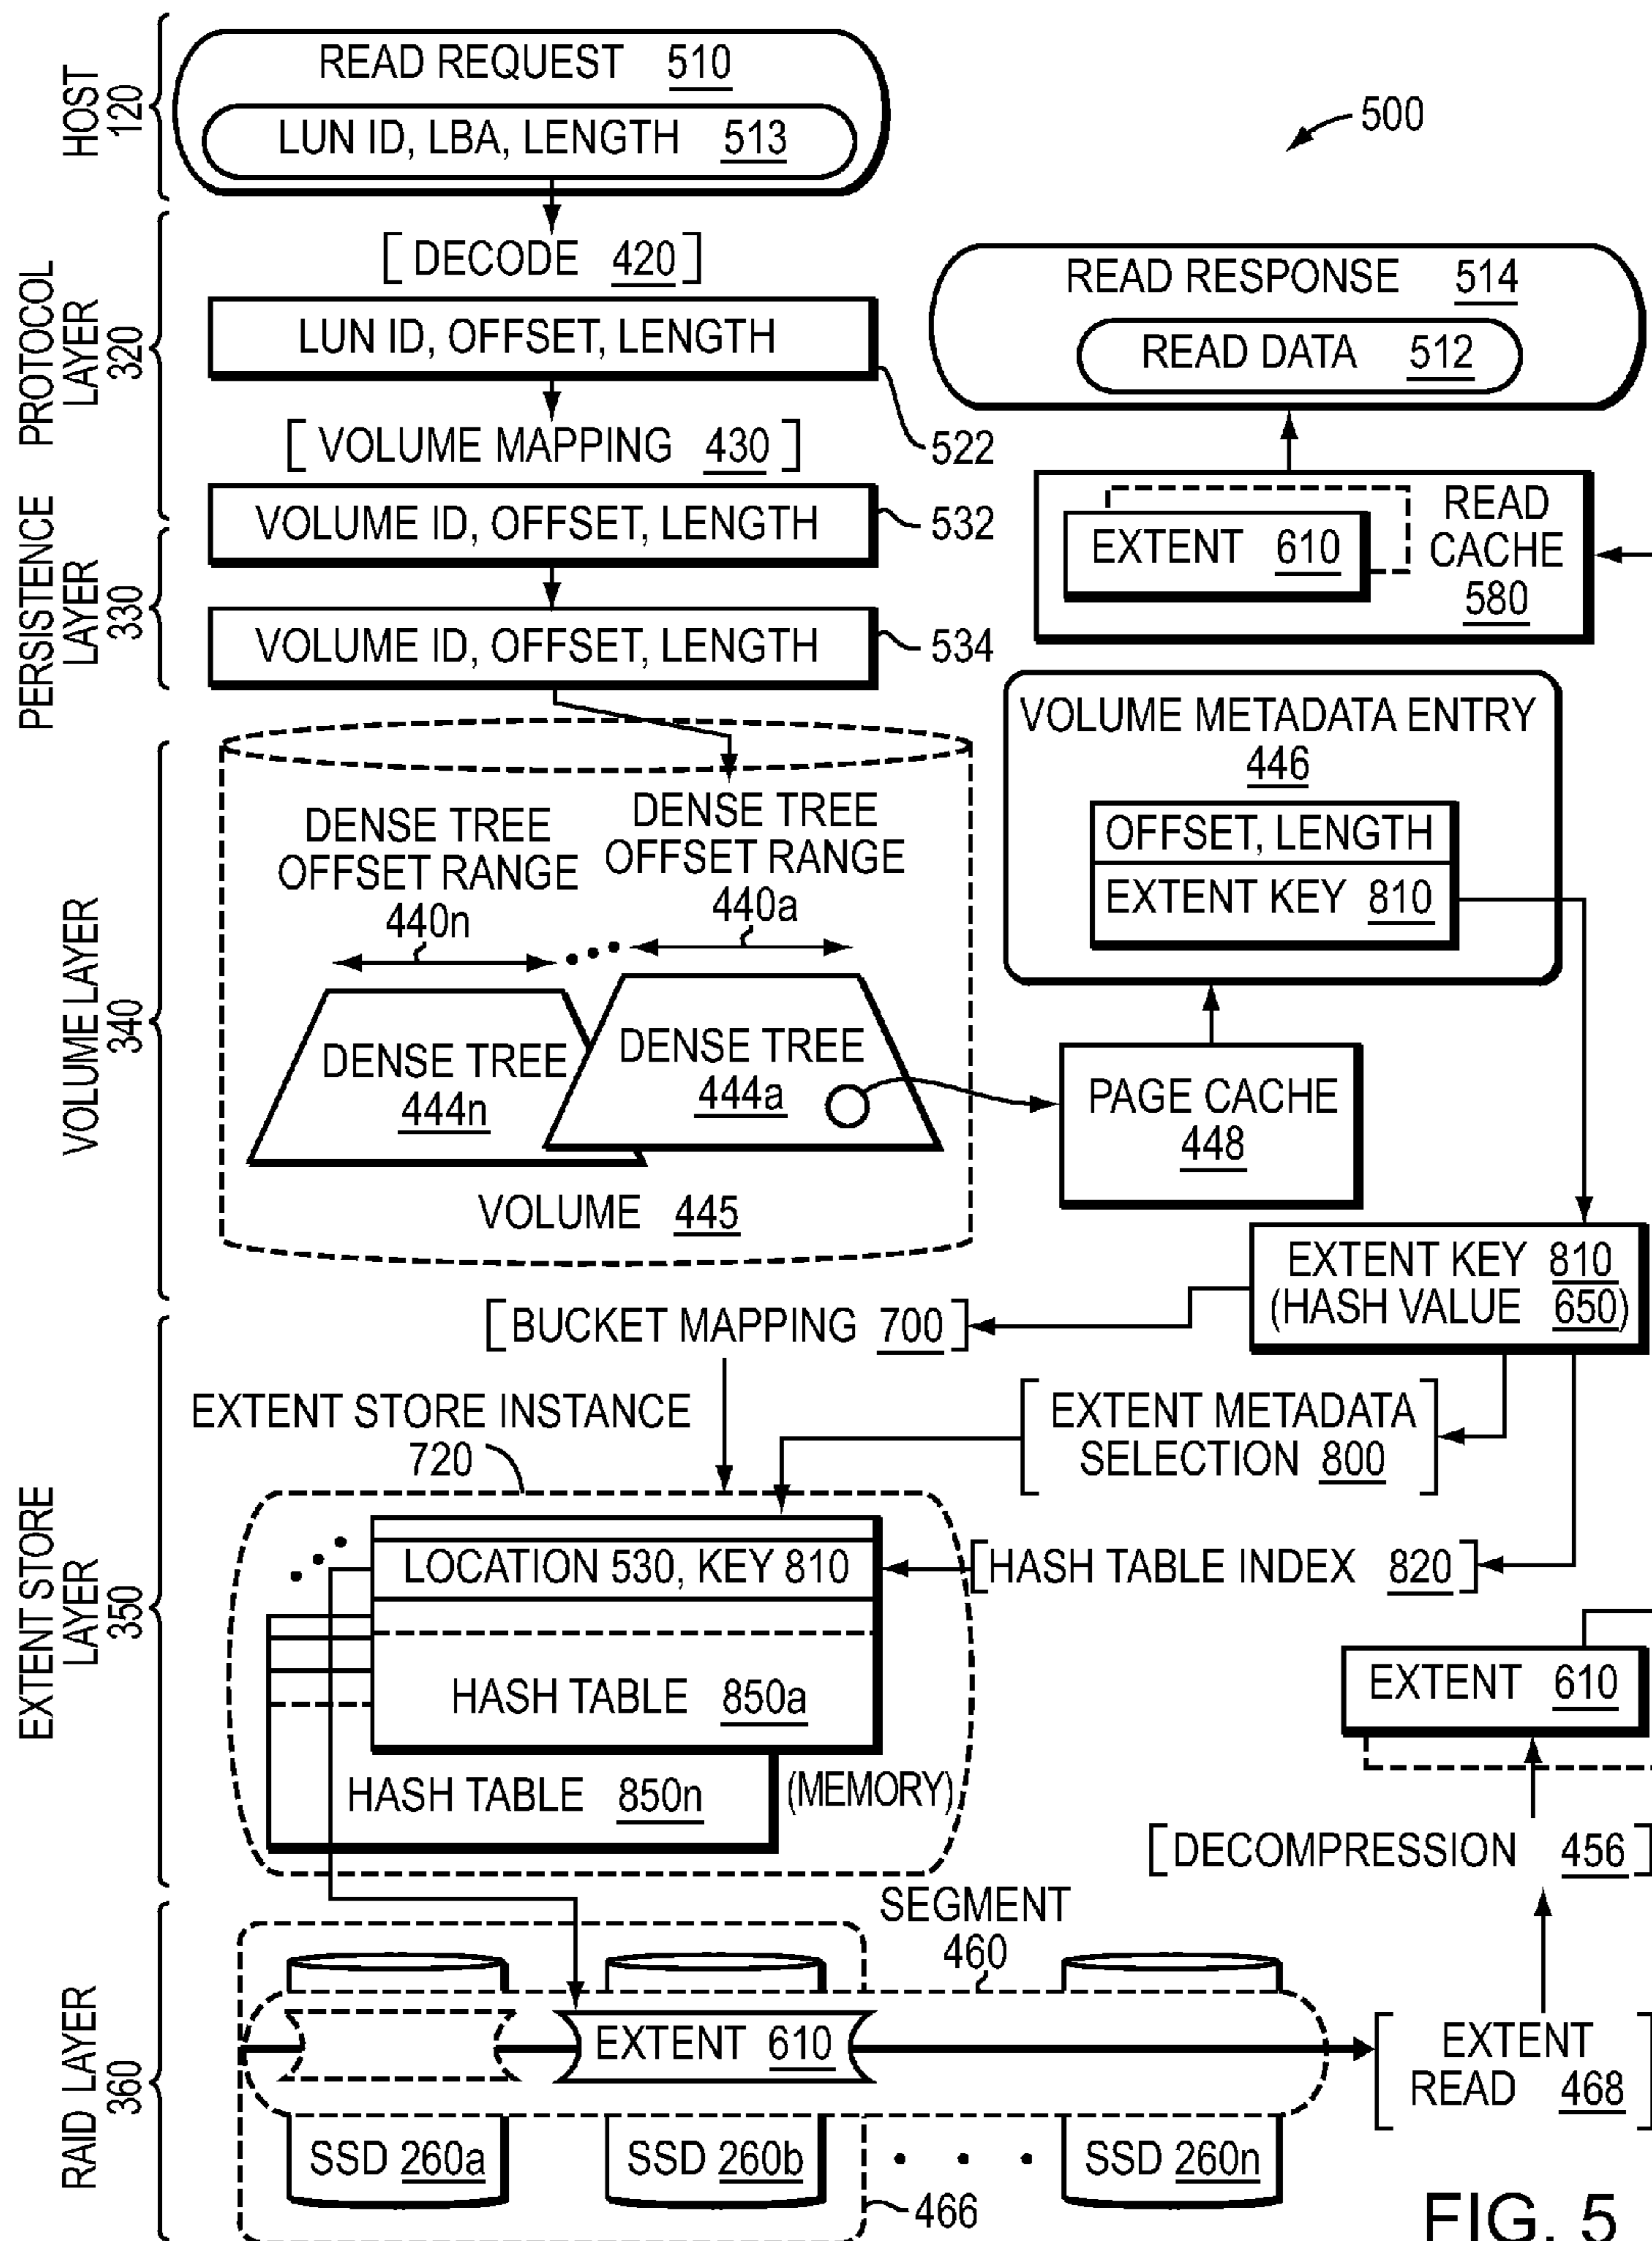 HOST
120
READ REQUEST 510
LUN ID, LBA, LENGTH 513
500
PROTOCOL
LAYER
320
[ DECODE 420 ]
LUN ID, OFFSET, LENGTH
522
[ VOLUME MAPPING 430 ]
VOLUME ID, OFFSET, LENGTH
532
READ RESPONSE 514
READ DATA 512
EXTENT 610
READ
CACHE
580
PERSISTENCE
LAYER
330
VOLUME ID, OFFSET, LENGTH
534
VOLUME LAYER
340
DENSE TREE
OFFSET RANGE
440n
DENSE TREE
OFFSET RANGE
440a
DENSE TREE
444n
DENSE TREE
444a
VOLUME 445
VOLUME METADATA ENTRY
446
OFFSET, LENGTH
EXTENT KEY 810
PAGE CACHE
448
EXTENT KEY 810
(HASH VALUE 650)
EXTENT STORE
LAYER
350
[BUCKET MAPPING 700]
EXTENT STORE INSTANCE
720
EXTENT METADATA
SELECTION 800
LOCATION 530, KEY 810
[HASH TABLE INDEX 820]
HASH TABLE 850a
HASH TABLE 850n
(MEMORY)
EXTENT 610
[DECOMPRESSION 456]
RAID LAYER
360
SEGMENT
460
EXTENT 610
EXTENT
READ 468
SSD 260a
SSD 260b
. . .
SSD 260n
466
FIG. 5